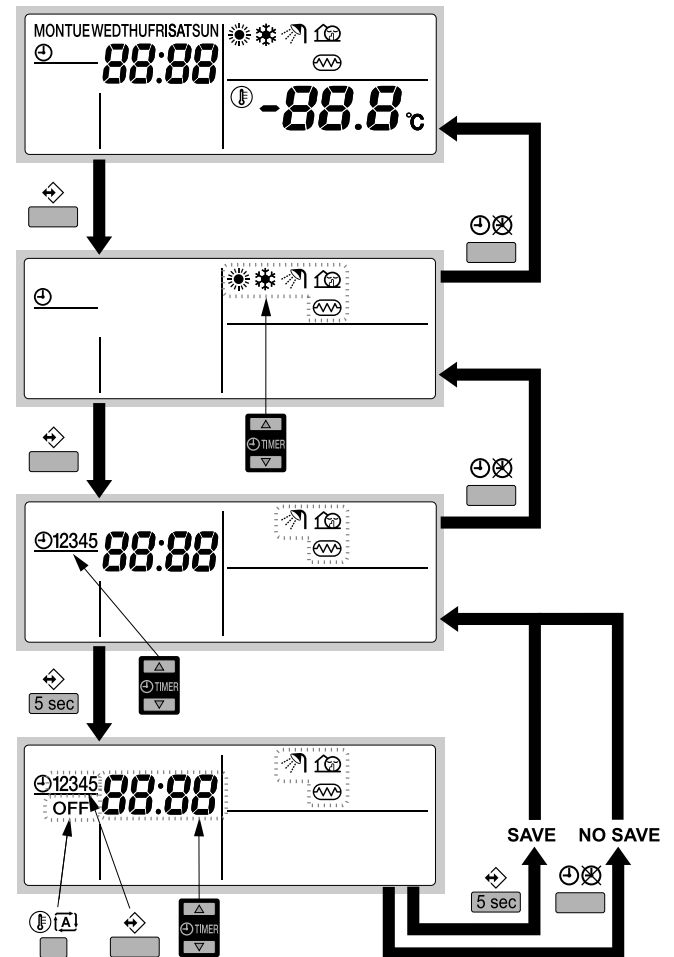 MONTUEWEDTHUFRISATSUN
88:88
-88.8 °C
TIMER
12345 88:88
TIMER
5 sec
12345 88:88
OFF
SAVE NO SAVE
5 sec
A
TIMER